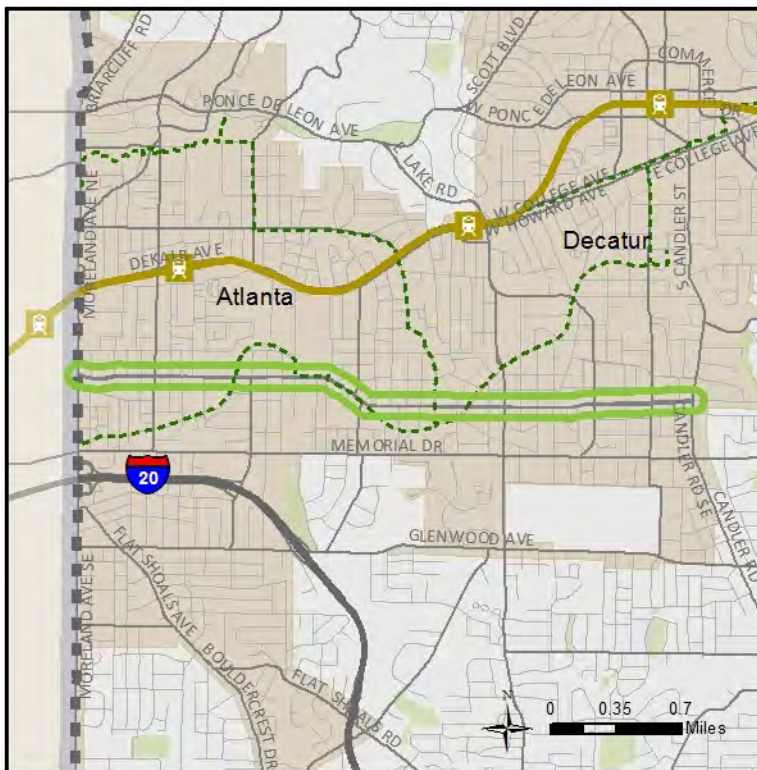 BRIARCLIFF RD
SCOTT BLVD
COMMERCE DR
N PONCE DE LEON AVE
PONCE DE LEON AVE
E LAKE RD
W COLLEGE AVE
W HOWARD AVE
E COLLEGE AVE
MORELAND AVE NE
DEKALB AVE
Decatur
S CANDLER ST
Atlanta
MEMORIAL DR
20
CANDLER RD SE
CANDLER RD
GLENWOOD AVE
FLAT SHOALS AVE
MORELAND AVE SE
BOULDERCREST DR
FLAT SHOALS RD
N
0 0.35 0.7
Miles